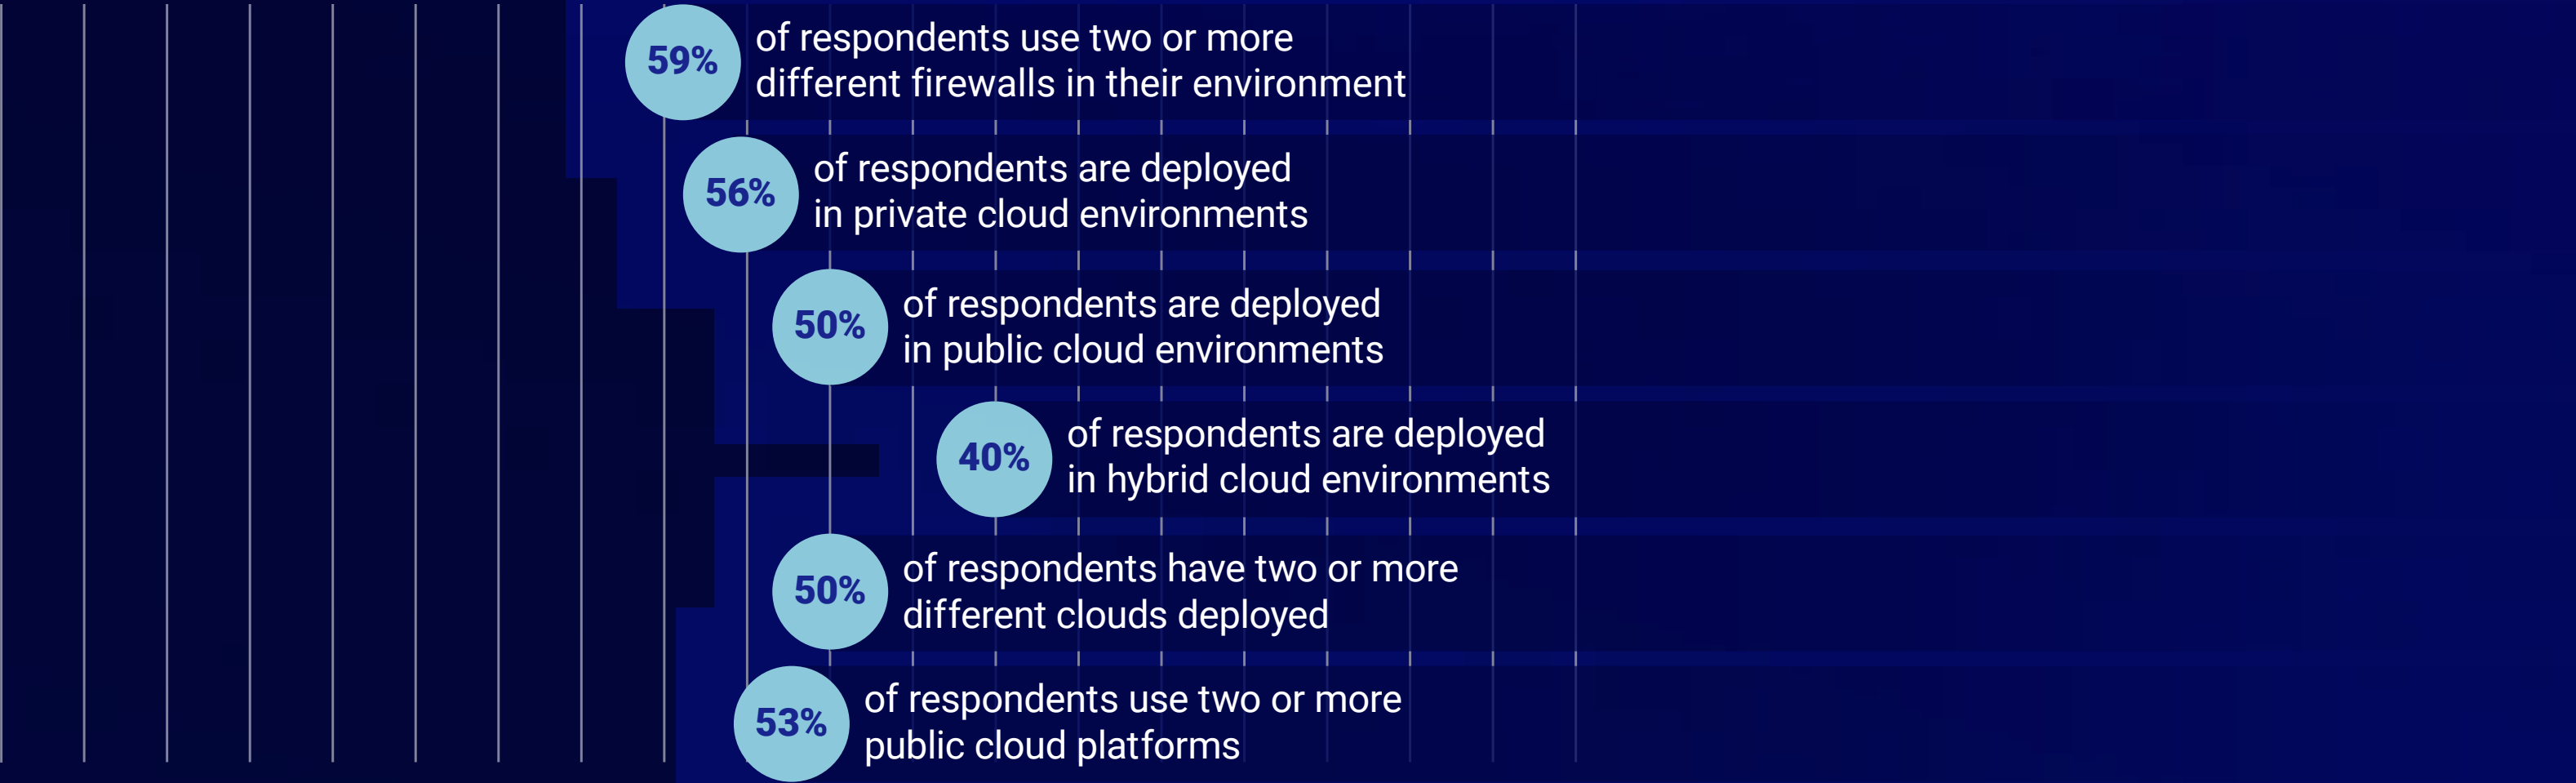 59%
of respondents use two or more
different firewalls in their environment
56%
of respondents are deployed
in private cloud environments
50%
of respondents are deployed
in public cloud environments
40%
of respondents are deployed
in hybrid cloud environments
50%
of respondents have two or more
different clouds deployed
53%
of respondents use two or more
public cloud platforms